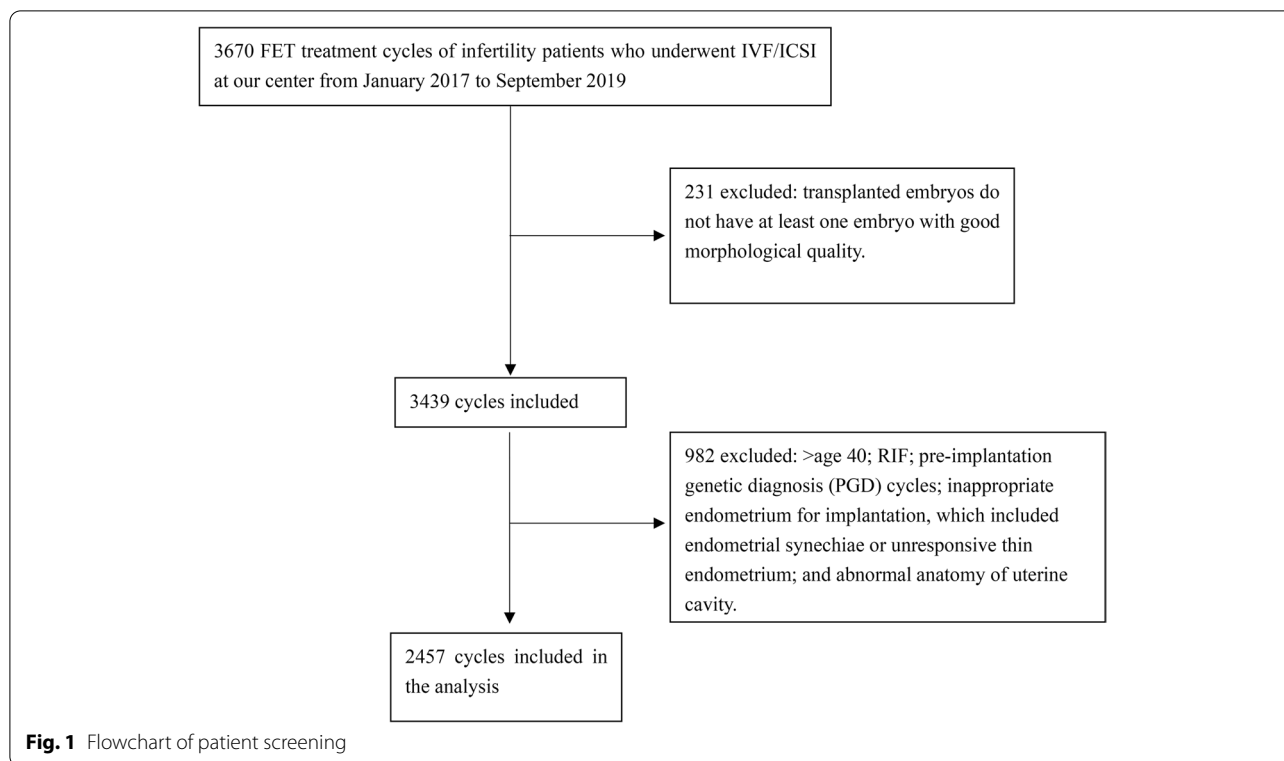 3670 FET treatment cycles of infertility patients who underwent IVF/ICSI
at our center from January 2017 to September 2019
231 excluded: transplanted embryos do
not have at least one embryo with good
morphological quality.
3439 cycles included
982 excluded: >age 40; RIF; pre-implantation
genetic diagnosis (PGD) cycles; inappropriate
endometrium for implantation, which included
endometrial synechiae or unresponsive thin
endometrium; and abnormal anatomy of uterine
cavity.
2457 cycles included in
the analysis
Fig. 1 Flowchart of patient screening